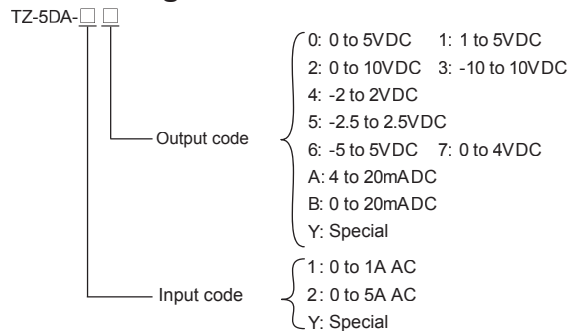 TZ-5DA-□ □
0: 0 to 5VDC 1: 1 to 5VDC
2: 0 to 10VDC 3: -10 to 10VDC
4: -2 to 2VDC
5: -2.5 to 2.5VDC
Output code
6: -5 to 5VDC 7: 0 to 4VDC
A: 4 to 20mADC
B: 0 to 20mADC
Y: Special
1: 0 to 1A AC
Input code
2: 0 to 5A AC
Y: Special